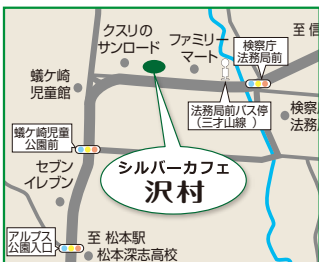 クスリの
サンロード
ファミリー
マート
検察庁
法務局前
至 信
蟻ケ崎
児童館
法務局前バス停
（三才山線 ）
検察
法務
蟻ケ崎児童
公園前
シルバーカフェ
沢村
セブン
イレブン
アルプス
公園入口
至 松本駅
松本深志高校